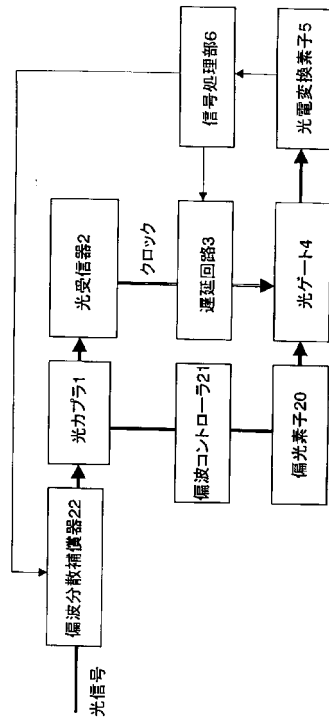 光信号
偏波分散補償器22
光カプラ1
光受信器2
クロック
偏波コントローラ21
遅延回路3
信号処理部6
偏光素子20
光ゲート4
光電変換素子5